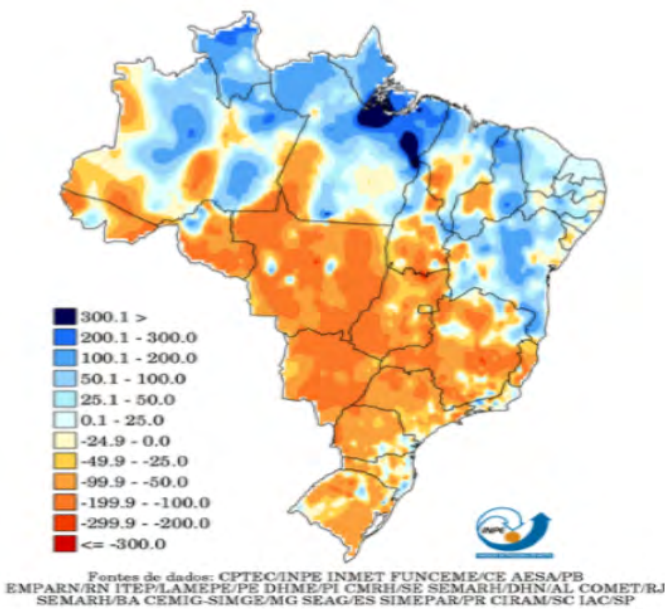 300.1 >
200.1 - 300.0
100.1 - 200.0
50.1 - 100.0
25.1 - 50.0
0.1 - 25.0
-24.9 - 0.0
-49.9 - -25.0
-99.9 - -50.0
-199.9 - -100.0
-299.9 - -200.0
<= -300.0
Fontes de dados: CPTEC/INPE INMET FUNCEME/CE AESA/PB
EMPARN/RN ITEP/LAMEPE/PE DHME/PI CMRH/SE SEMARH/DHN/AL COMET/RJ
SEMARH/BA CEMIG-SIMGE/MG SEAG/ES SIMEPAR/PR CIRAM/SC IAC/SP